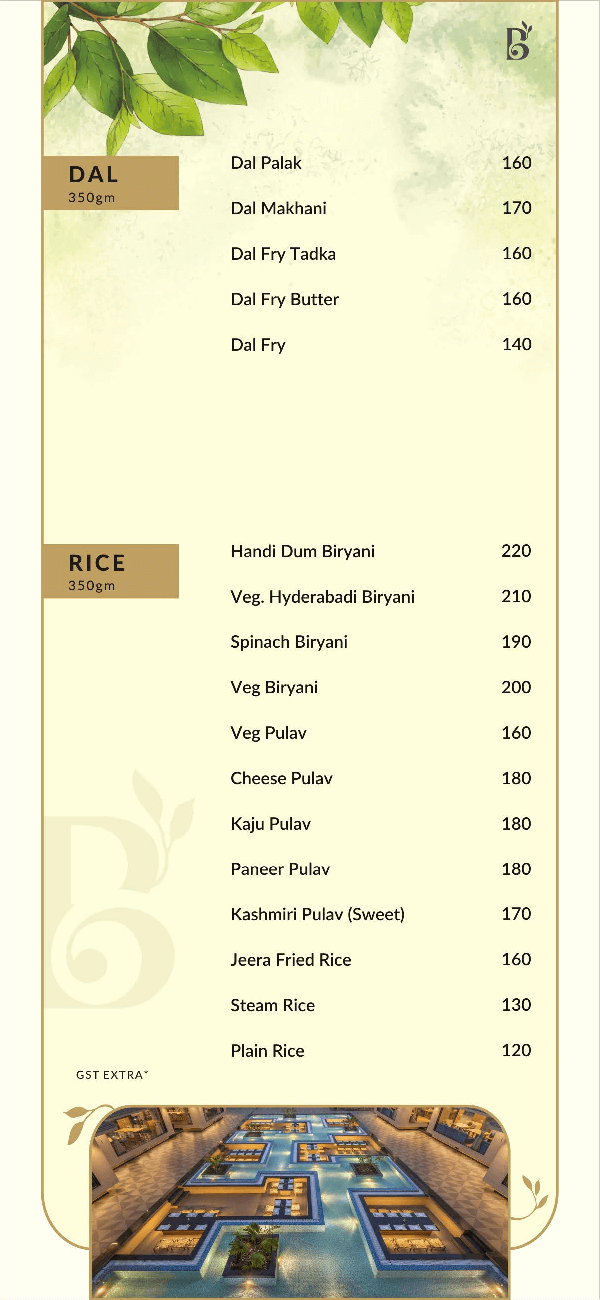 B
DAL
350gm
Dal Palak 160
Dal Makhani 170
Dal Fry Tadka 160
Dal Fry Butter 160
Dal Fry 140
RICE
350gm
Handi Dum Biryani 220
Veg. Hyderabadi Biryani 210
Spinach Biryani 190
Veg Biryani 200
Veg Pulav 160
Cheese Pulav 180
Kaju Pulav 180
Paneer Pulav 180
Kashmiri Pulav (Sweet) 170
Jeera Fried Rice 160
Steam Rice 130
Plain Rice 120
B
GST EXTRA*